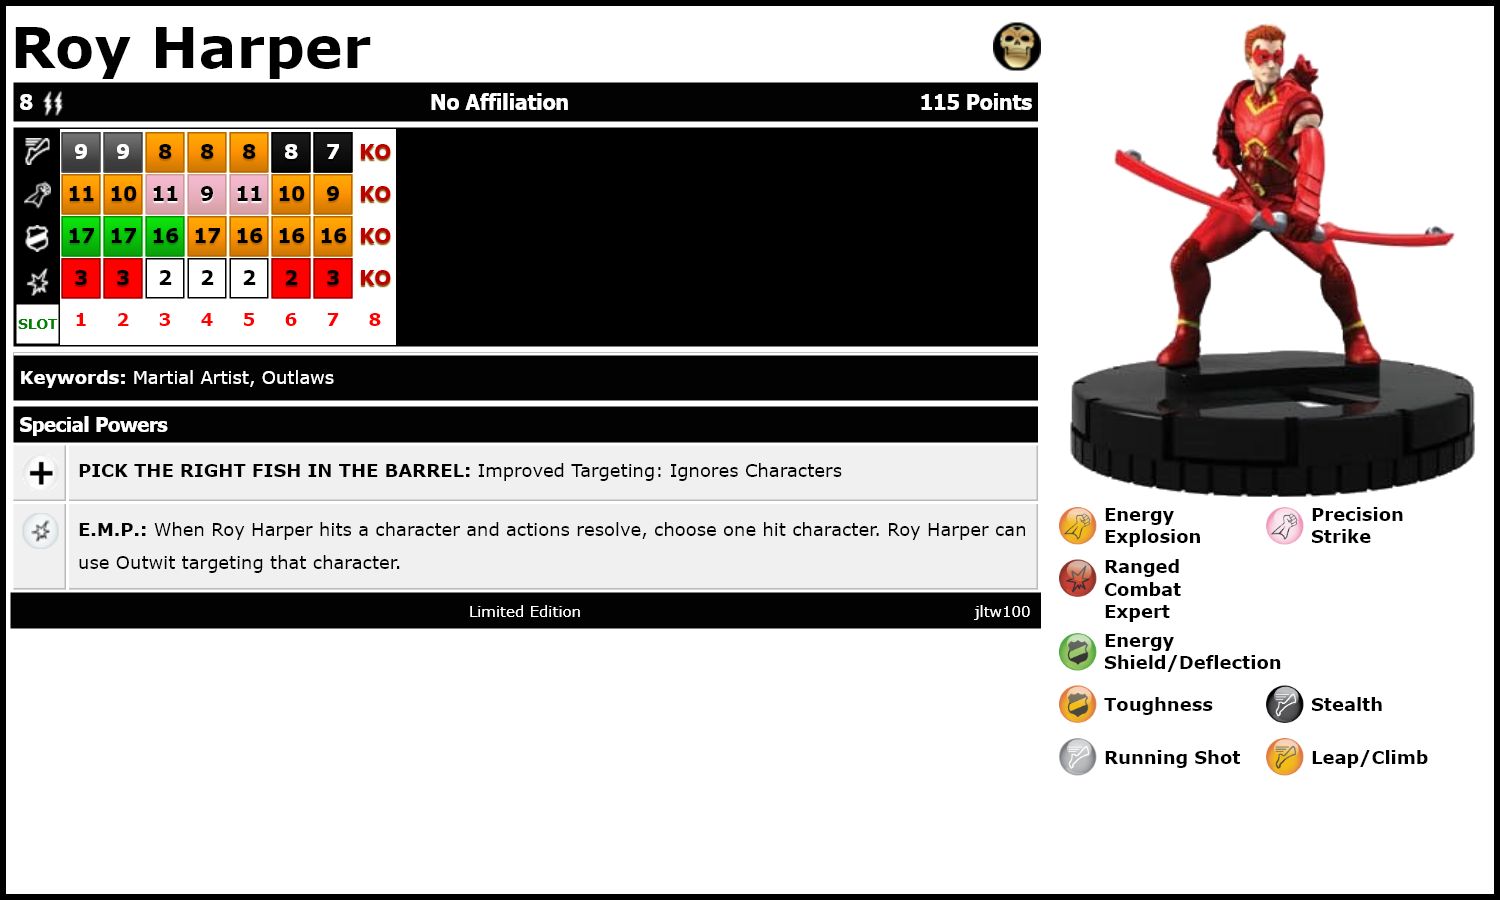 Roy Harper
8 No Affiliation 115 Points
9 9 8 8 8 8 7 KO
11 10 11 9 11 10 9 KO
17 17 16 17 16 16 16 KO
3 3 2 2 2 2 3 KO
SLOT 1 2 3 4 5 6 7 8
Keywords: Martial Artist, Outlaws
Special Powers
PICK THE RIGHT FISH IN THE BARREL: Improved Targeting: Ignores Characters
E.M.P.: When Roy Harper hits a character and actions resolve, choose one hit character. Roy Harper can
use Outwit targeting that character.
Limited Edition jltw100
Energy
Explosion
Precision
Strike
Ranged
Combat
Expert
Energy
Shield/Deflection
Toughness
Stealth
Running Shot
Leap/Climb